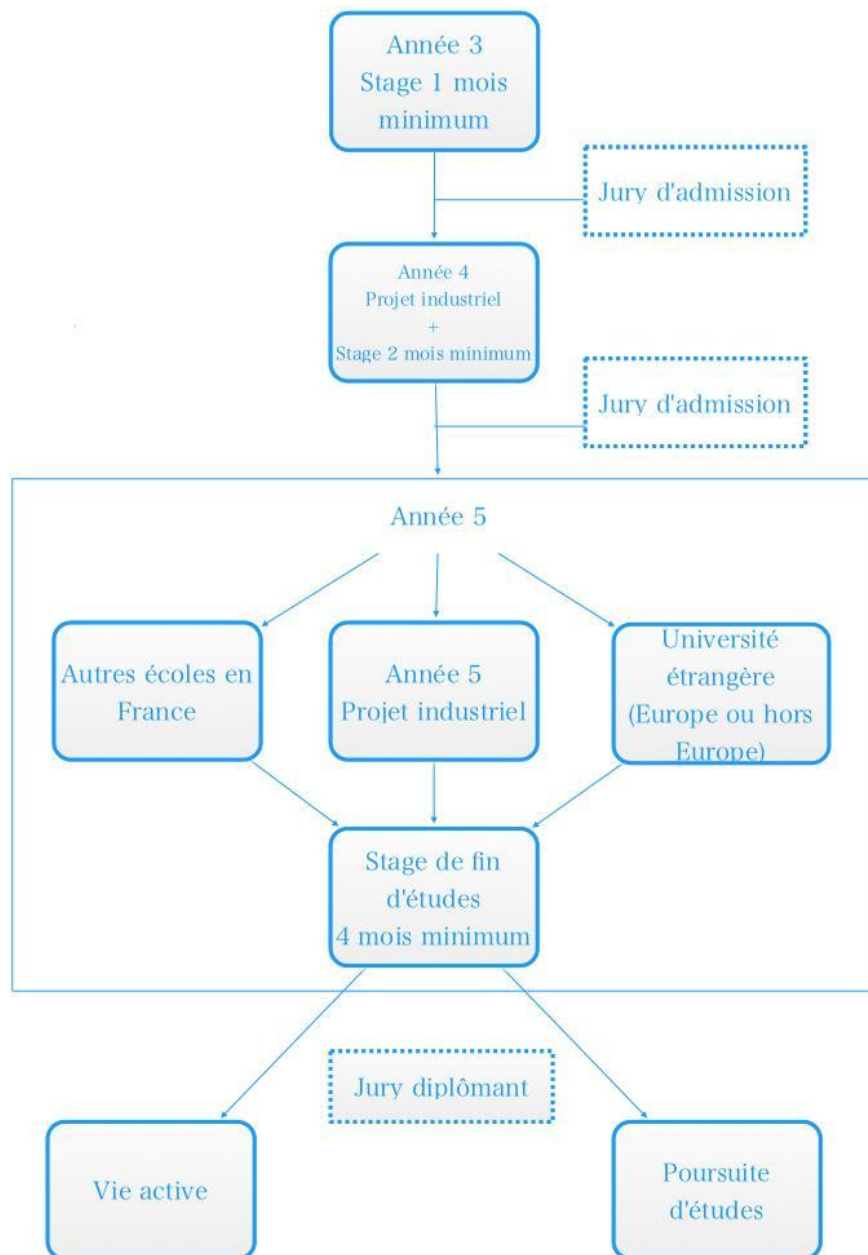 Année 3
Stage 1 mois
minimum
Jury d'admission
Année 4
Projet industriel
+
Stage 2 mois minimum
Jury d'admission
Année 5
Autres écoles en
France
Année 5
Projet industriel
Université
étrangère
(Europe ou hors
Europe)
Stage de fin
d'études
4 mois minimum
Jury diplômant
Vie active
Poursuite
d'études